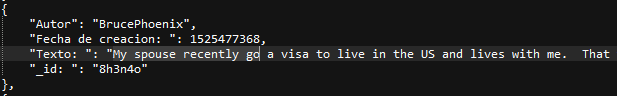 {
"Autor": "BrucePhoenix",
"Fecha de creacion: ": 1525477368,
"Texto: ": "My spouse recently go a visa to live in the US and lives with me.  That
"_id: ": "8h3n4o"
},